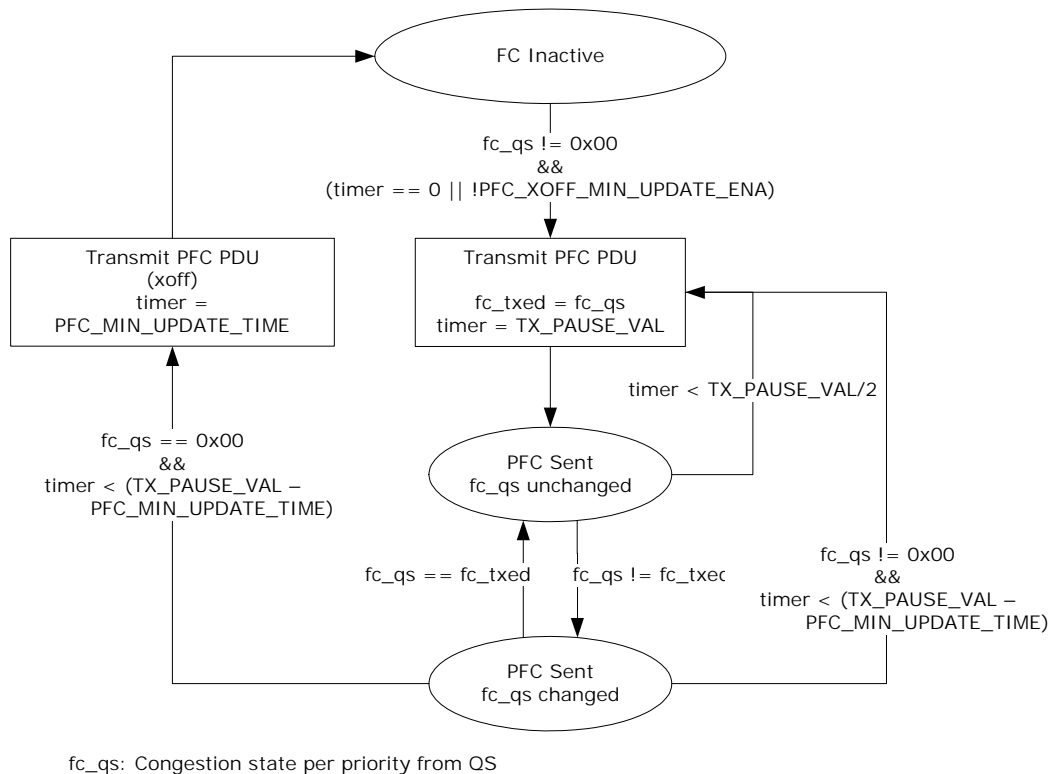 FC Inactive
fc_qs != 0x00
&&
(timer == 0 || !PFC_XOFF_MIN_UPDATE_ENA)
Transmit PFC PDU
(xoff)
timer =
PFC_MIN_UPDATE_TIME
Transmit PFC PDU
fc_txed = fc_qs
timer = TX_PAUSE_VAL
timer < TX_PAUSE_VAL/2
fc_qs == 0x00
&&
timer < (TX_PAUSE_VAL –
PFC_MIN_UPDATE_TIME)
PFC Sent
fc_qs unchanged
fc_qs == fc_txed
fc_qs != fc_txed
fc_qs != 0x00
&&
timer < (TX_PAUSE_VAL –
PFC_MIN_UPDATE_TIME)
PFC Sent
fc_qs changed
fc_qs: Congestion state per priority from QS